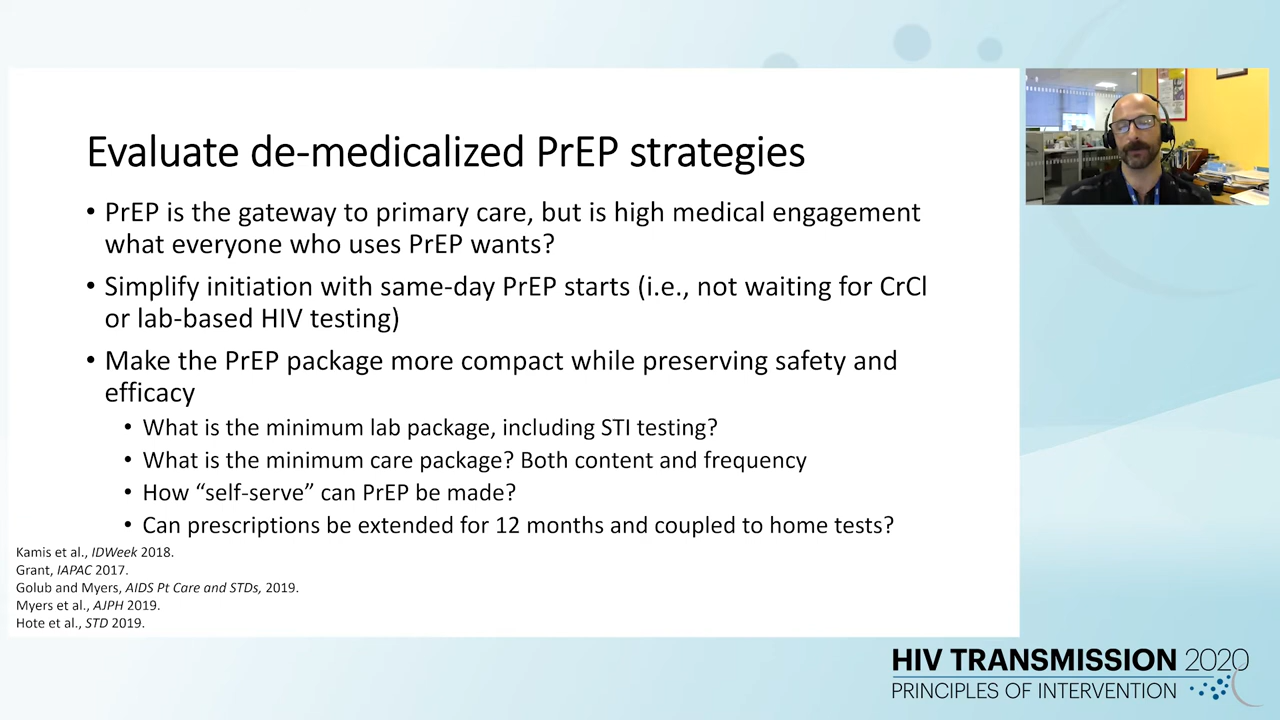 Evaluate de-medicalized PrEP strategies
• PrEP is the gateway to primary care, but is high medical engagement
what everyone who uses PrEP wants?
• Simplify initiation with same-day PrEP starts (i.e., not waiting for CrCl
or lab-based HIV testing)
• Make the PrEP package more compact while preserving safety and
efficacy
• What is the minimum lab package, including STI testing?
• What is the minimum care package? Both content and frequency
• How “self-serve” can PrEP be made?
• Can prescriptions be extended for 12 months and coupled to home tests?
Kamis et al., IDWeek 2018.
Grant, IAPAC 2017.
Golub and Myers, AIDS Pt Care and STDs, 2019.
Myers et al., AJPH 2019.
Hote et al., STD 2019.
HIV TRANSMISSION 2020
PRINCIPLES OF INTERVENTION